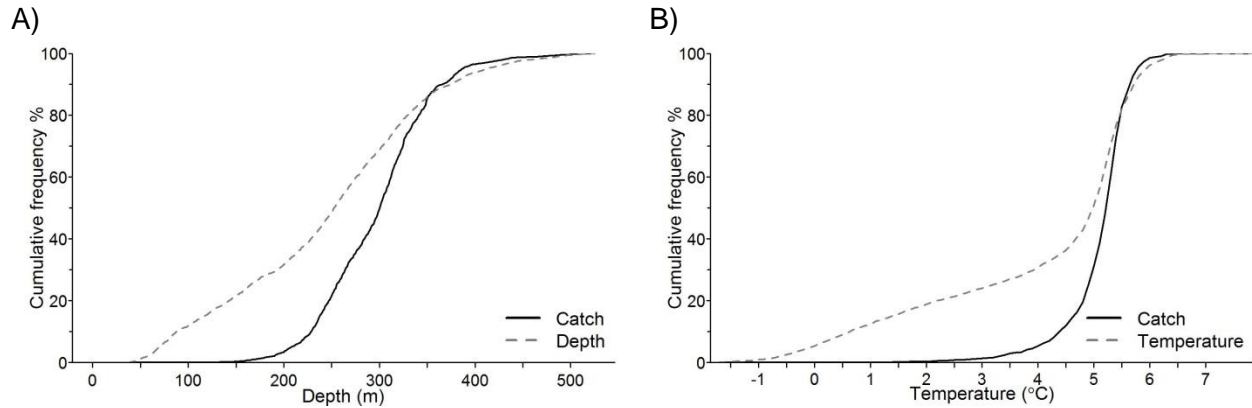 A)
100
80
60
40
20
0
Cumulative frequency %
0 100 200 300 400 500
Depth (m)
Catch
Depth
B)
100
80
60
40
20
0
Cumulative frequency %
-1 0 1 2 3 4 5 6 7
Temperature (°C)
Catch
Temperature